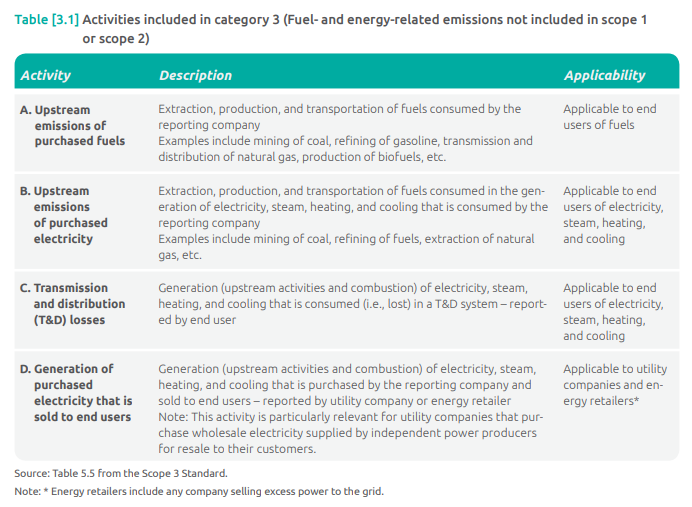 Table [3.1] Activities included in category 3 (Fuel- and energy-related emissions not included in scope 1
or scope 2)
Activity Description Applicability
A. Upstream
emissions of
purchased fuels
Extraction, production, and transportation of fuels consumed by the
reporting company
Examples include mining of coal, refining of gasoline, transmission and
distribution of natural gas, production of biofuels, etc.
Applicable to end
users of fuels
B. Upstream
emissions
of purchased
electricity
Extraction, production, and transportation of fuels consumed in the gen-
eration of electricity, steam, heating, and cooling that is consumed by the
reporting company
Examples include mining of coal, refining of fuels, extraction of natural
gas, etc.
Applicable to end
users of electricity,
steam, heating,
and cooling
C. Transmission
and distribution
(T&D) losses
Generation (upstream activities and combustion) of electricity, steam,
heating, and cooling that is consumed (i.e., lost) in a T&D system – report-
ed by end user
Applicable to end
users of electricity,
steam, heating,
and cooling
D. Generation of
purchased
electricity that is
sold to end users
Generation (upstream activities and combustion) of electricity, steam,
heating, and cooling that is purchased by the reporting company and
sold to end users – reported by utility company or energy retailer
Note: This activity is particularly relevant for utility companies that pur-
chase wholesale electricity supplied by independent power producers
for resale to their customers.
Applicable to utility
companies and en-
ergy retailers*
Source: Table 5.5 from the Scope 3 Standard.
Note: * Energy retailers include any company selling excess power to the grid.